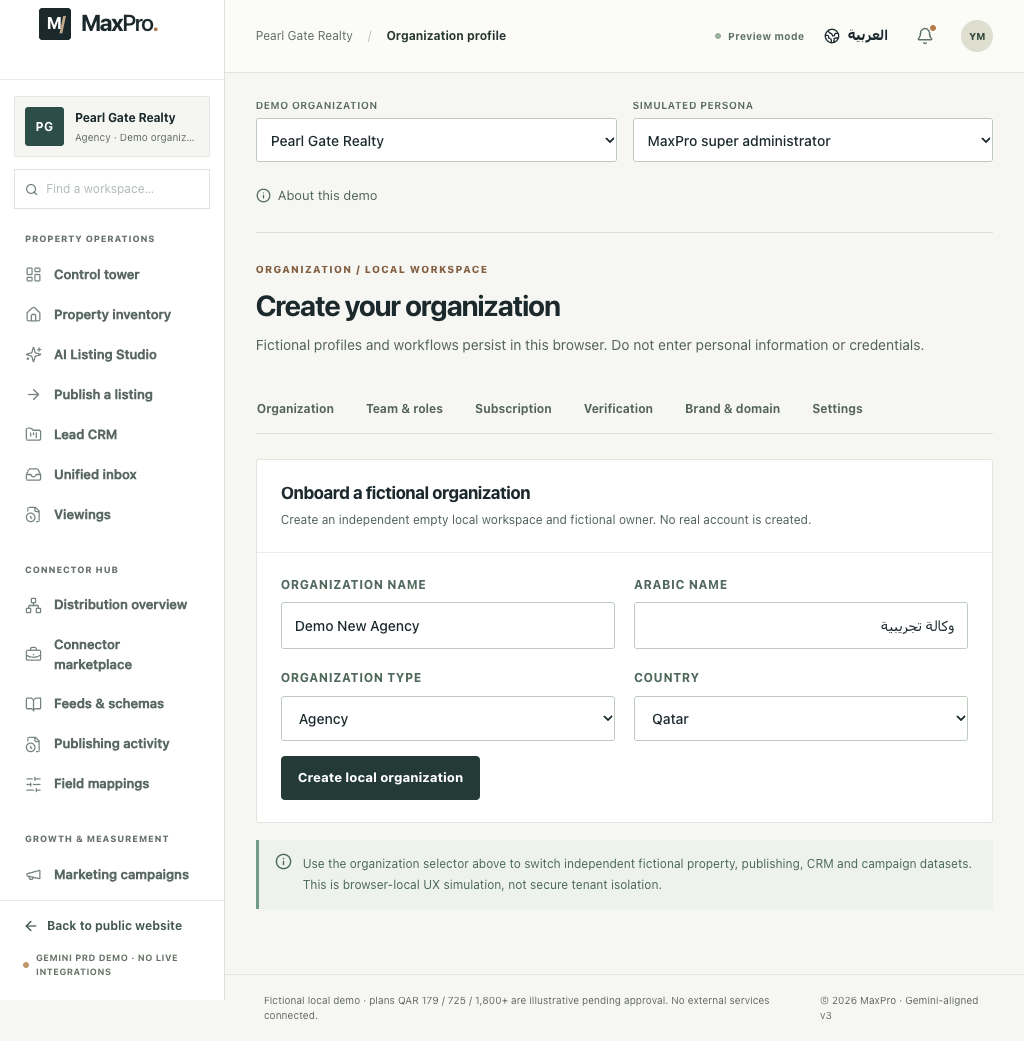 M/ MaxPro.
PG
Pearl Gate Realty
Agency · Demo organiz...
Find a workspace...
PROPERTY OPERATIONS
Control tower
Property inventory
AI Listing Studio
Publish a listing
Lead CRM
Unified inbox
Viewings
CONNECTOR HUB
Distribution overview
Connector
marketplace
Feeds & schemas
Publishing activity
Field mappings
GROWTH & MEASUREMENT
Marketing campaigns
Back to public website
GEMINI PRD DEMO · NO LIVE
INTEGRATIONS
Pearl Gate Realty / Organization profile
Preview mode
العربية
YM
DEMO ORGANIZATION
Pearl Gate Realty
SIMULATED PERSONA
MaxPro super administrator
About this demo
ORGANIZATION / LOCAL WORKSPACE
Create your organization
Fictional profiles and workflows persist in this browser. Do not enter personal information or credentials.
Organization Team & roles Subscription Verification Brand & domain Settings
Onboard a fictional organization
Create an independent empty local workspace and fictional owner. No real account is created.
ORGANIZATION NAME
Demo New Agency
ARABIC NAME
وكالة تجريبية
ORGANIZATION TYPE
Agency
COUNTRY
Qatar
Create local organization
Use the organization selector above to switch independent fictional property, publishing, CRM and campaign datasets.
This is browser-local UX simulation, not secure tenant isolation.
Fictional local demo · plans QAR 179 / 725 / 1,800+ are illustrative pending approval. No external services
connected.
© 2026 MaxPro · Gemini-aligned
v3